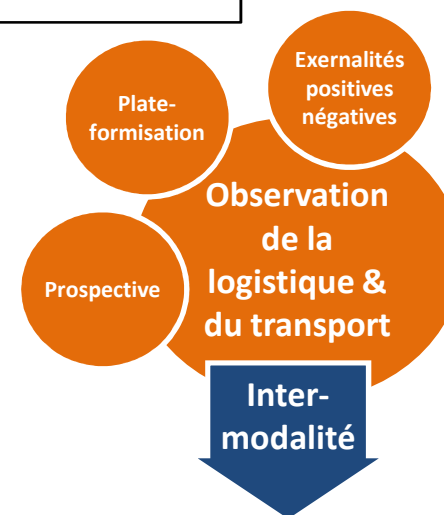 Exernalités
positives
négatives
Plate-
formisation
Observation
de la
logistique &
du transport
Prospective
Inter-
modalité